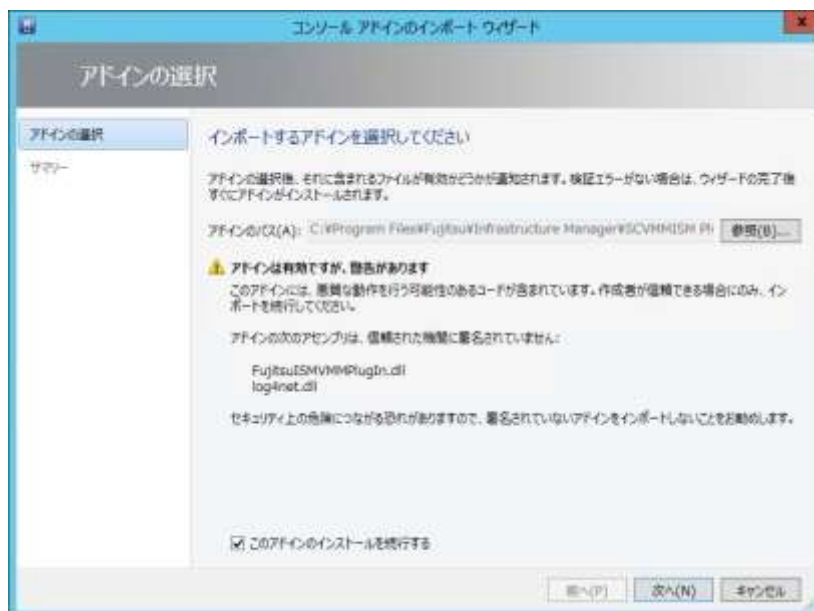 コンソール アドインのインポート ウィザード
アドインの選択
アドインの選択
サマリー
インポートするアドインを選択してください
アドインの選択後、それに含まれるファイルが有効かどうかが通知されます。検証エラーがない場合は、ウィザードの完了後
すぐにアドインがインストールされます。
アドインのパス(A): C:¥Program Files¥Fujitsu¥Infrastructure Manager¥SCVMMISM Pl 参照(B)...
アドインは有効ですが、警告があります
このアドインには、悪質な動作を行う可能性のあるコードが含まれています。作成者が信頼できる場合にのみ、イン
ポートを続行してください。
アドインの次のアセンブリは、信頼された機関に署名されていません:
FujitsuISMVMMPlugIn.dll
log4net.dll
セキュリティ上の危険につながる恐れがありますので、署名されていないアドインをインポートしないことをお勧めします。
このアドインのインストールを続行する
前へ(P) 次へ(N) キャンセル